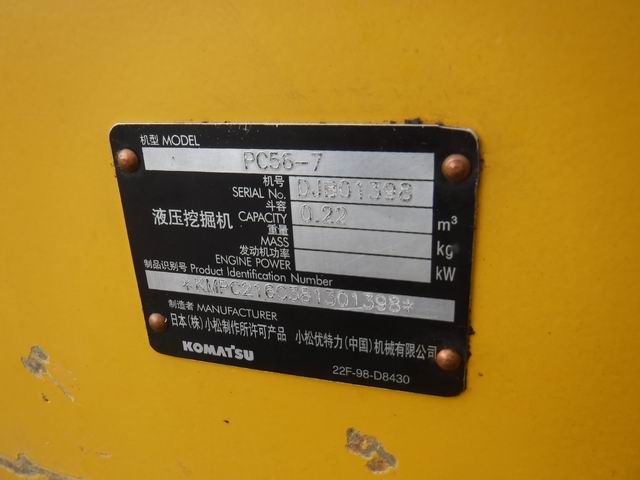 机型 MODEL
PC56-7
机号
SERIAL No.
DJB01398
斗容
CAPACITY
0.22
m³
液压挖掘机
重量
MASS
kg
发动机功率
ENGINE POWER
kW
制品识别号 Product Identification Number
制造者 MANUFACTURER
日本(株)小松制作所许可产品 小松优特力(中国)机械有限公司
KOMATSU
22F-98-D8430